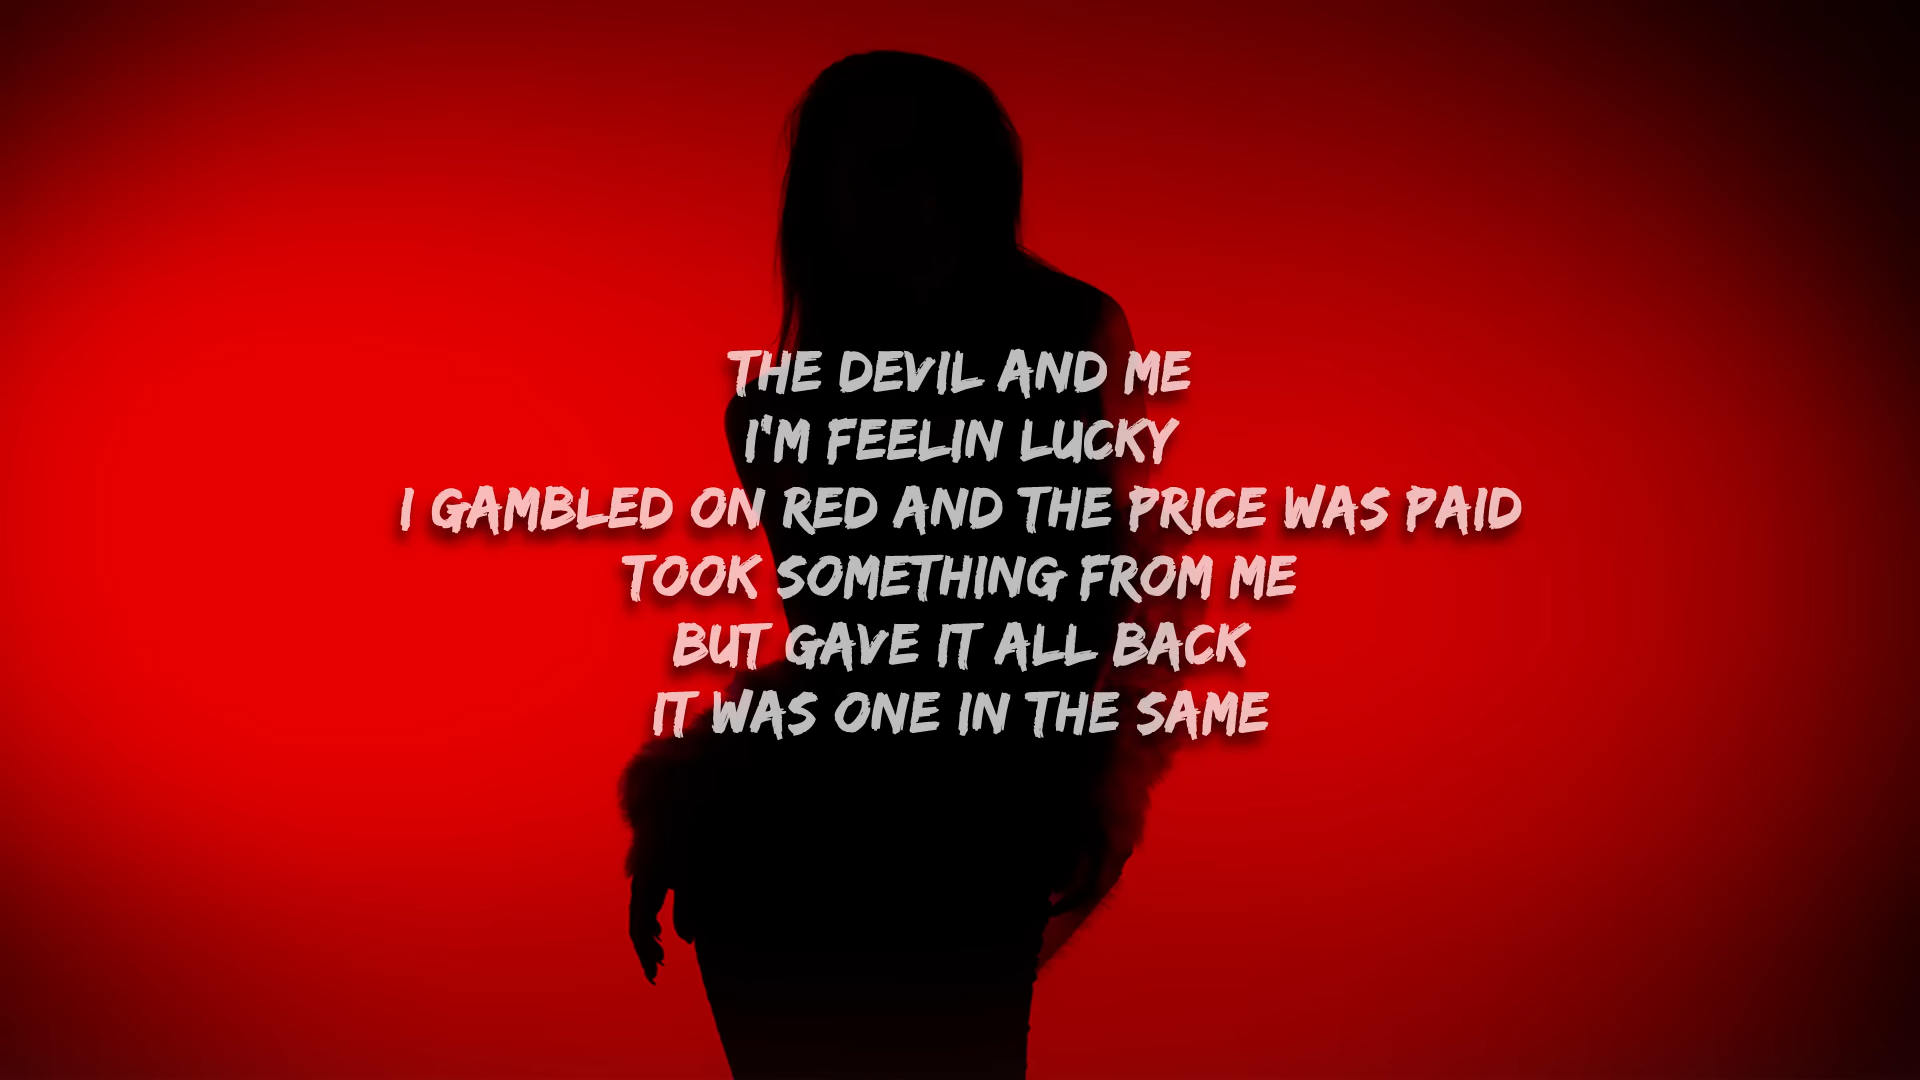 THE DEVIL AND ME
I'M FEELIN LUCKY
I GAMBLED ON RED AND THE PRICE WAS PAID
TOOK SOMETHING FROM ME
BUT GAVE IT ALL BACK
IT WAS ONE IN THE SAME